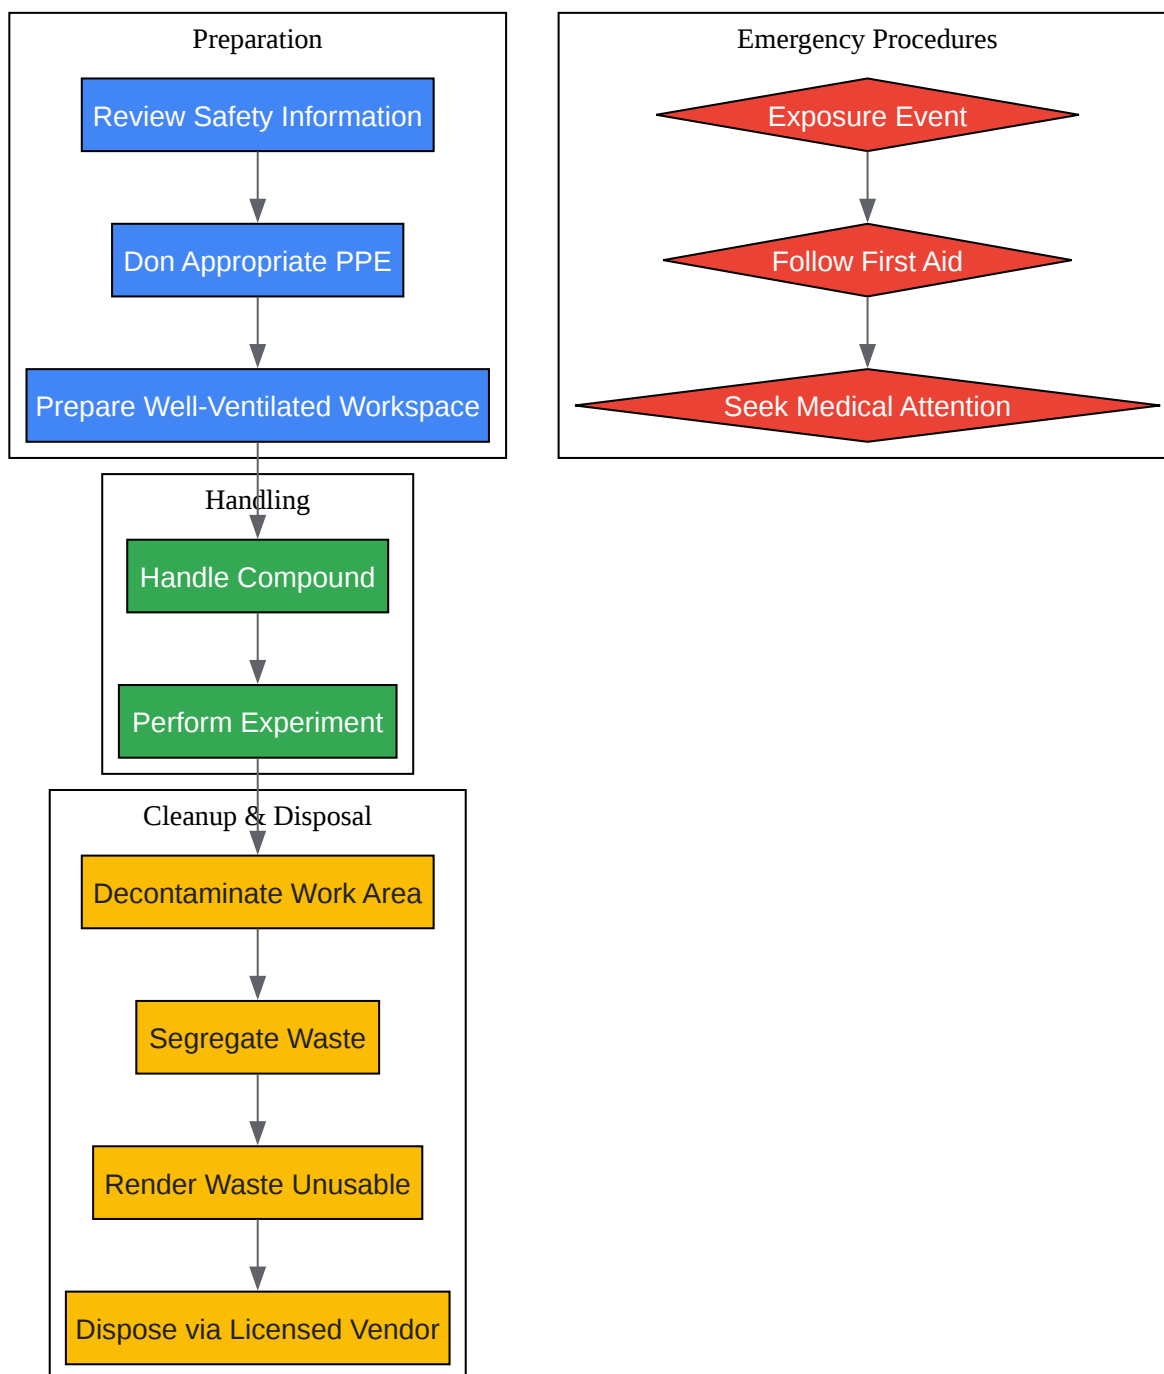 Preparation
Review Safety Information
Don Appropriate PPE
Prepare Well-Ventilated Workspace
Emergency Procedures
Exposure Event
Follow First Aid
Seek Medical Attention
Handling
Handle Compound
Perform Experiment
Cleanup & Disposal
Decontaminate Work Area
Segregate Waste
Render Waste Unusable
Dispose via Licensed Vendor